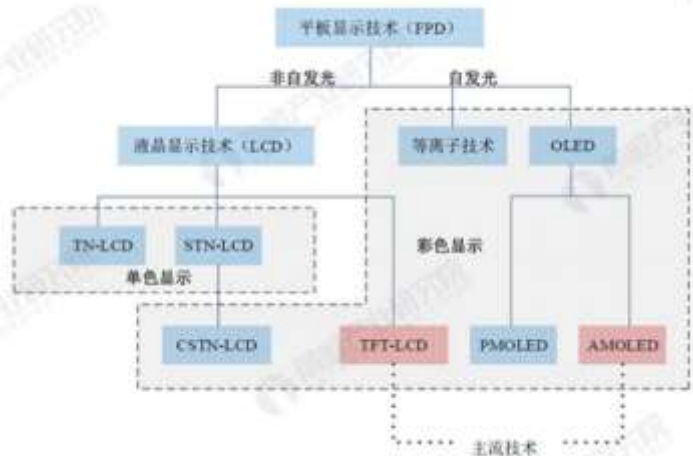 平板显示技术（FPD）
非自发光
自发光
液晶显示技术（LCD）
等离子技术
OLED
TN-LCD
STN-LCD
彩色显示
单色显示
CSTN-LCD
TFT-LCD
PMOLED
AMOLED
主流技术